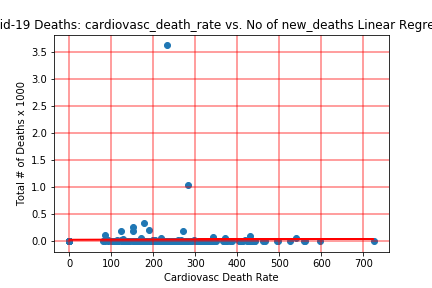 id-19 Deaths: cardiovasc_death_rate vs. No of new_deaths Linear Regre
Total # of Deaths x 1000
3.5
3.0
2.5
2.0
1.5
1.0
0.5
0.0
0 100 200 300 400 500 600 700
Cardiovasc Death Rate